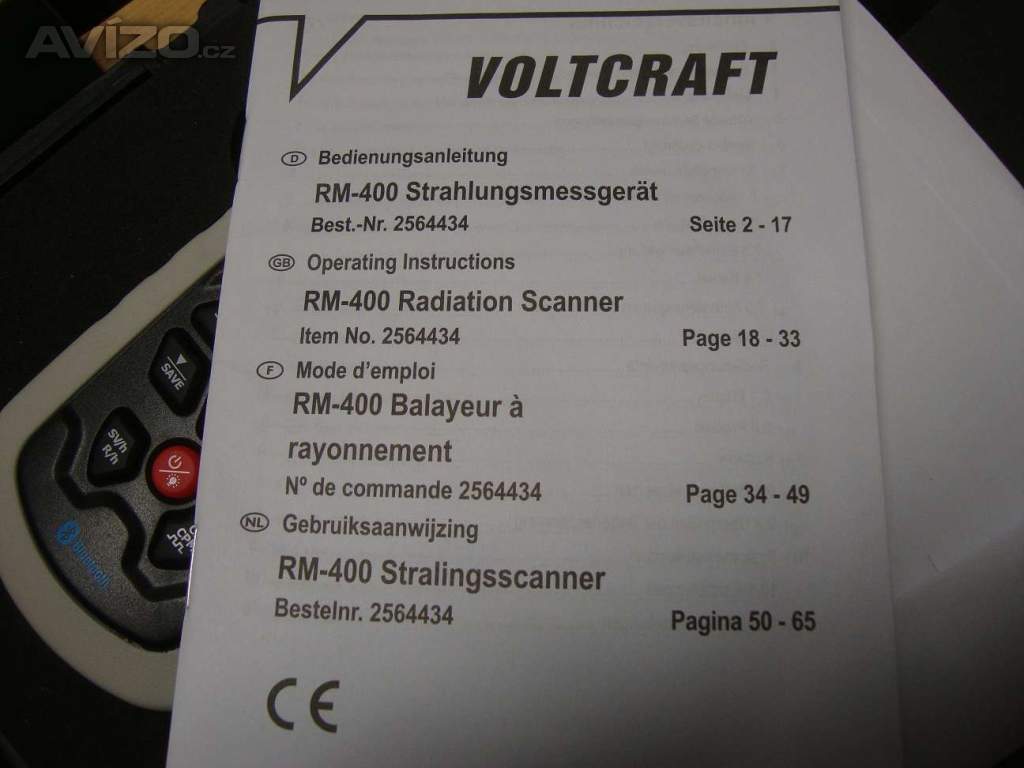 AVIZO.cz
VOLTCRAFT
D Bedienungsanleitung
RM-400 Strahlungsmessgerät
Best.-Nr. 2564434 Seite 2 - 17
GB Operating Instructions
RM-400 Radiation Scanner
Item No. 2564434 Page 18 - 33
F Mode d'emploi
RM-400 Balayeur à
rayonnement
Nº de commande 2564434 Page 34 - 49
NL Gebruiksaanwijzing
RM-400 Stralingsscanner
Bestelnr. 2564434 Pagina 50 - 65
CE
SAVE
SV/h
R/h
Bluetooth